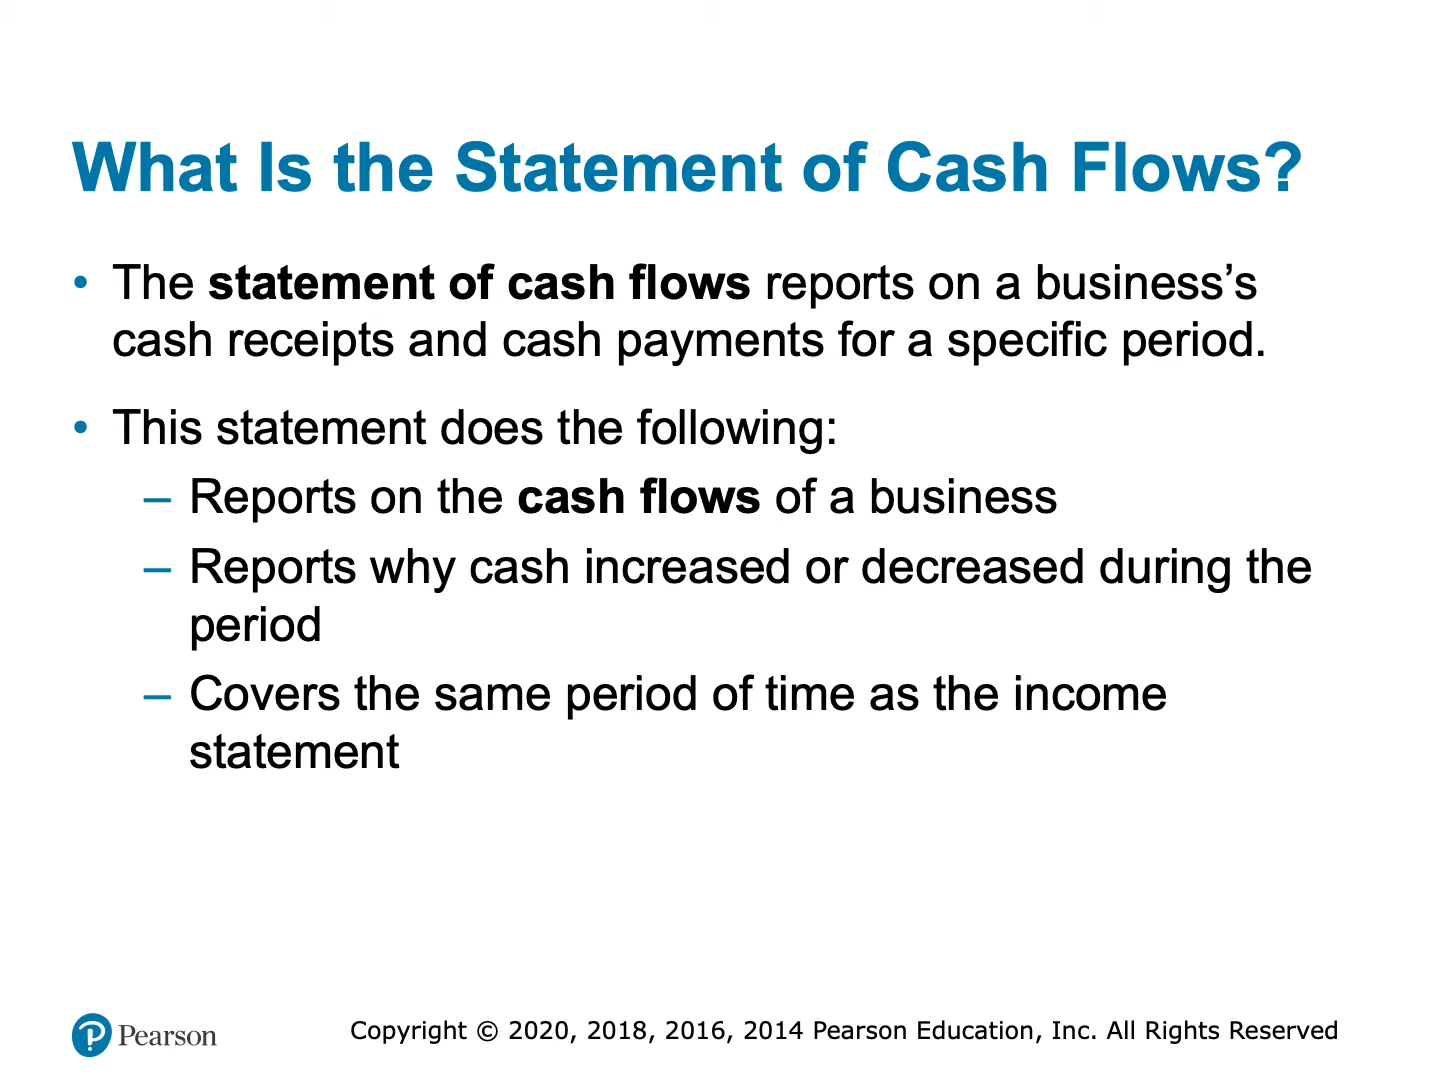 What Is the Statement of Cash Flows?
• The statement of cash flows reports on a business’s
cash receipts and cash payments for a specific period.
• This statement does the following:
– Reports on the cash flows of a business
– Reports why cash increased or decreased during the
period
– Covers the same period of time as the income
statement
Pearson
Copyright © 2020, 2018, 2016, 2014 Pearson Education, Inc. All Rights Reserved